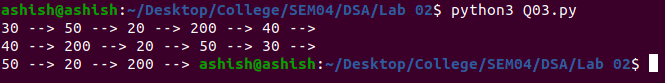 ashish@ashish:~/Desktop/College/SEM04/DSA/Lab 02$ python3 Q03.py
30 --> 50 --> 20 --> 200 --> 40 -->
40 --> 200 --> 20 --> 50 --> 30 -->
50 --> 20 --> 200 --> ashish@ashish:~/Desktop/College/SEM04/DSA/Lab 02$